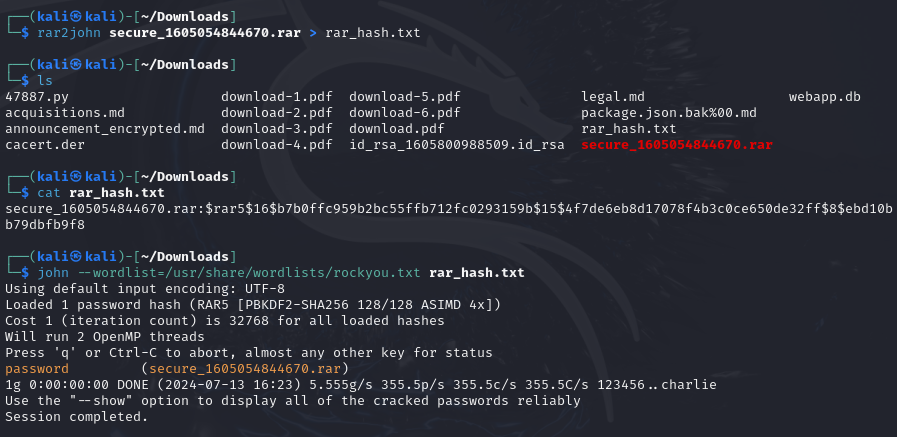 ┌──(kali㉿kali)-[~/Downloads]
└─$ rar2john secure_1605054844670.rar > rar_hash.txt
┌──(kali㉿kali)-[~/Downloads]
└─$ ls
47887.py download-1.pdf download-5.pdf legal.md webapp.db
acquisitions.md download-2.pdf download-6.pdf package.json.bak%00.md
announcement_encrypted.md download-3.pdf download.pdf rar_hash.txt
cacert.der download-4.pdf id_rsa_1605800988509.id_rsa secure_1605054844670.rar
┌──(kali㉿kali)-[~/Downloads]
└─$ cat rar_hash.txt
secure_1605054844670.rar:$rar5$16$b7b0ffc959b2bc55ffb712fc0293159b$15$4f7de6eb8d17078f4b3c0ce650de32ff$8$ebd10b
b79dbfb9f8
┌──(kali㉿kali)-[~/Downloads]
└─$ john --wordlist=/usr/share/wordlists/rockyou.txt rar_hash.txt
Using default input encoding: UTF-8
Loaded 1 password hash (RAR5 [PBKDF2-SHA256 128/128 ASIMD 4x])
Cost 1 (iteration count) is 32768 for all loaded hashes
Will run 2 OpenMP threads
Press 'q' or Ctrl-C to abort, almost any other key for status
password (secure_1605054844670.rar)
1g 0:00:00:00 DONE (2024-07-13 16:23) 5.555g/s 355.5p/s 355.5c/s 355.5C/s 123456..charlie
Use the "--show" option to display all of the cracked passwords reliably
Session completed.